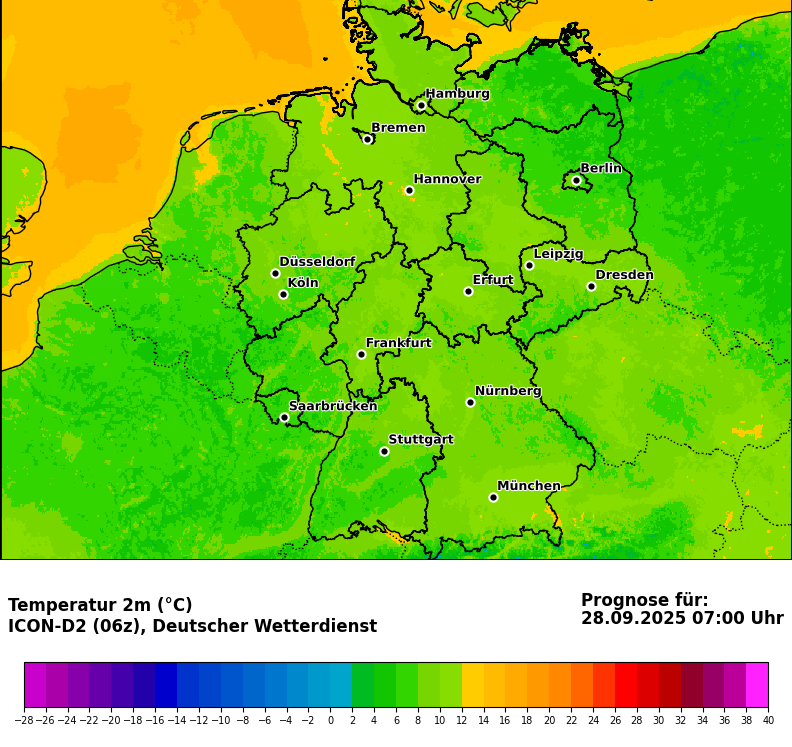 Hamburg
Bremen
Berlin
Hannover
Leipzig
Düsseldorf
Dresden
Köln
Erfurt
Frankfurt
Nürnberg
Saarbrücken
Stuttgart
München
Temperatur 2m (°C)
ICON-D2 (06z), Deutscher Wetterdienst
Prognose für:
28.09.2025 07:00 Uhr
−28 −26 −24 −22 −20 −18 −16 −14 −12 −10 −8 −6 −4 −2 0 2 4 6 8 10 12 14 16 18 20 22 24 26 28 30 32 34 36 38 40